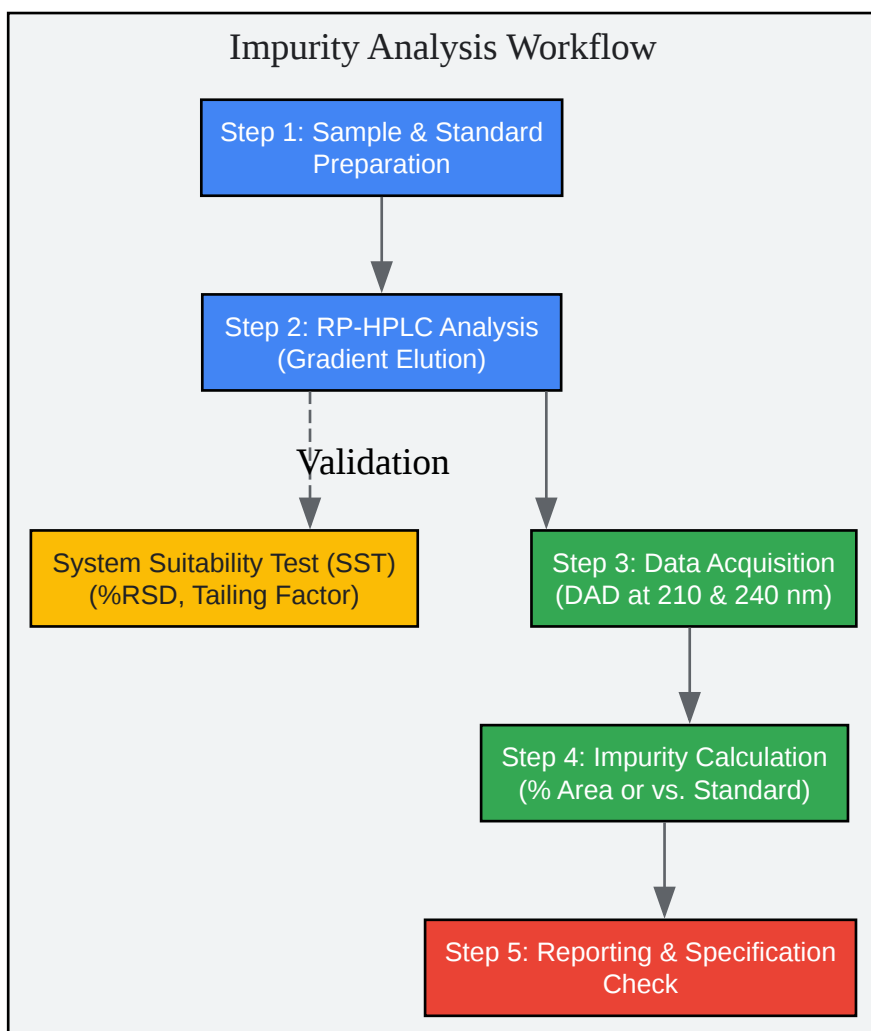 Impurity Analysis Workflow
Step 1: Sample & Standard
Preparation
Step 2: RP-HPLC Analysis
(Gradient Elution)
Validation
System Suitability Test (SST)
(%RSD, Tailing Factor)
Step 3: Data Acquisition
(DAD at 210 & 240 nm)
Step 4: Impurity Calculation
(% Area or vs. Standard)
Step 5: Reporting & Specification
Check